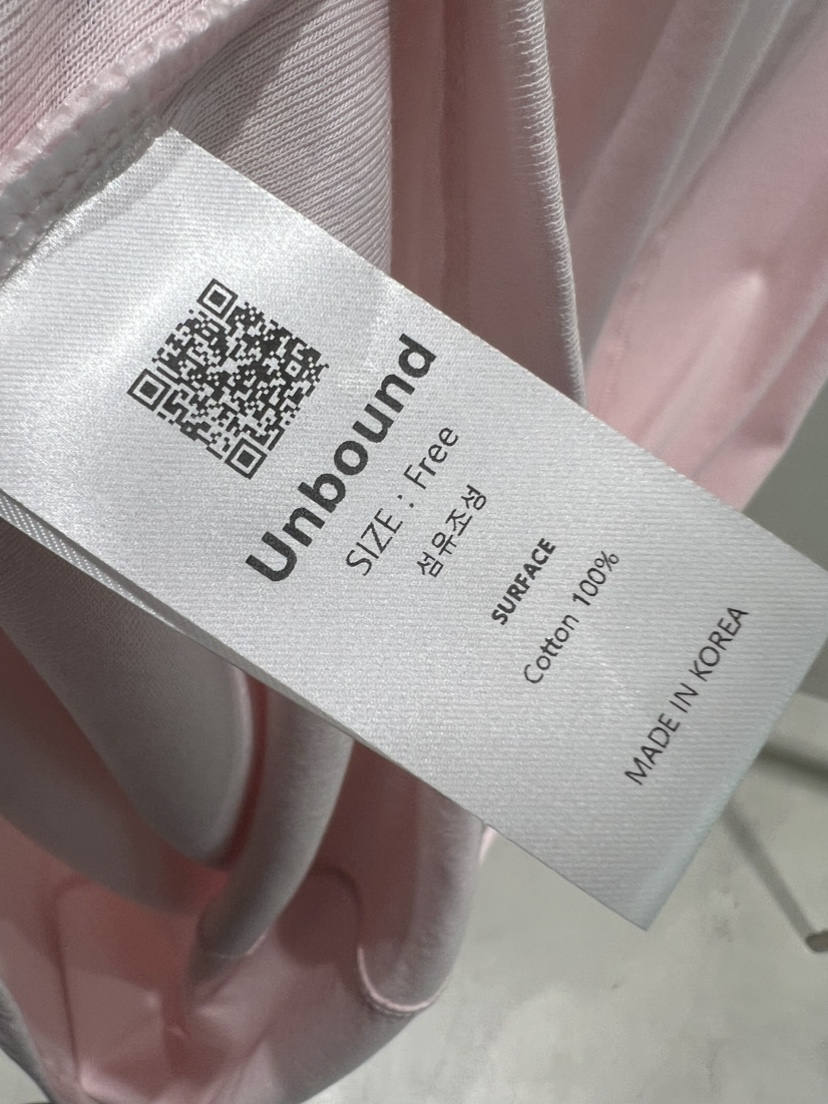 Unbound
SIZE : Free
섬유조성
SURFACE
Cotton 100%
MADE IN KOREA